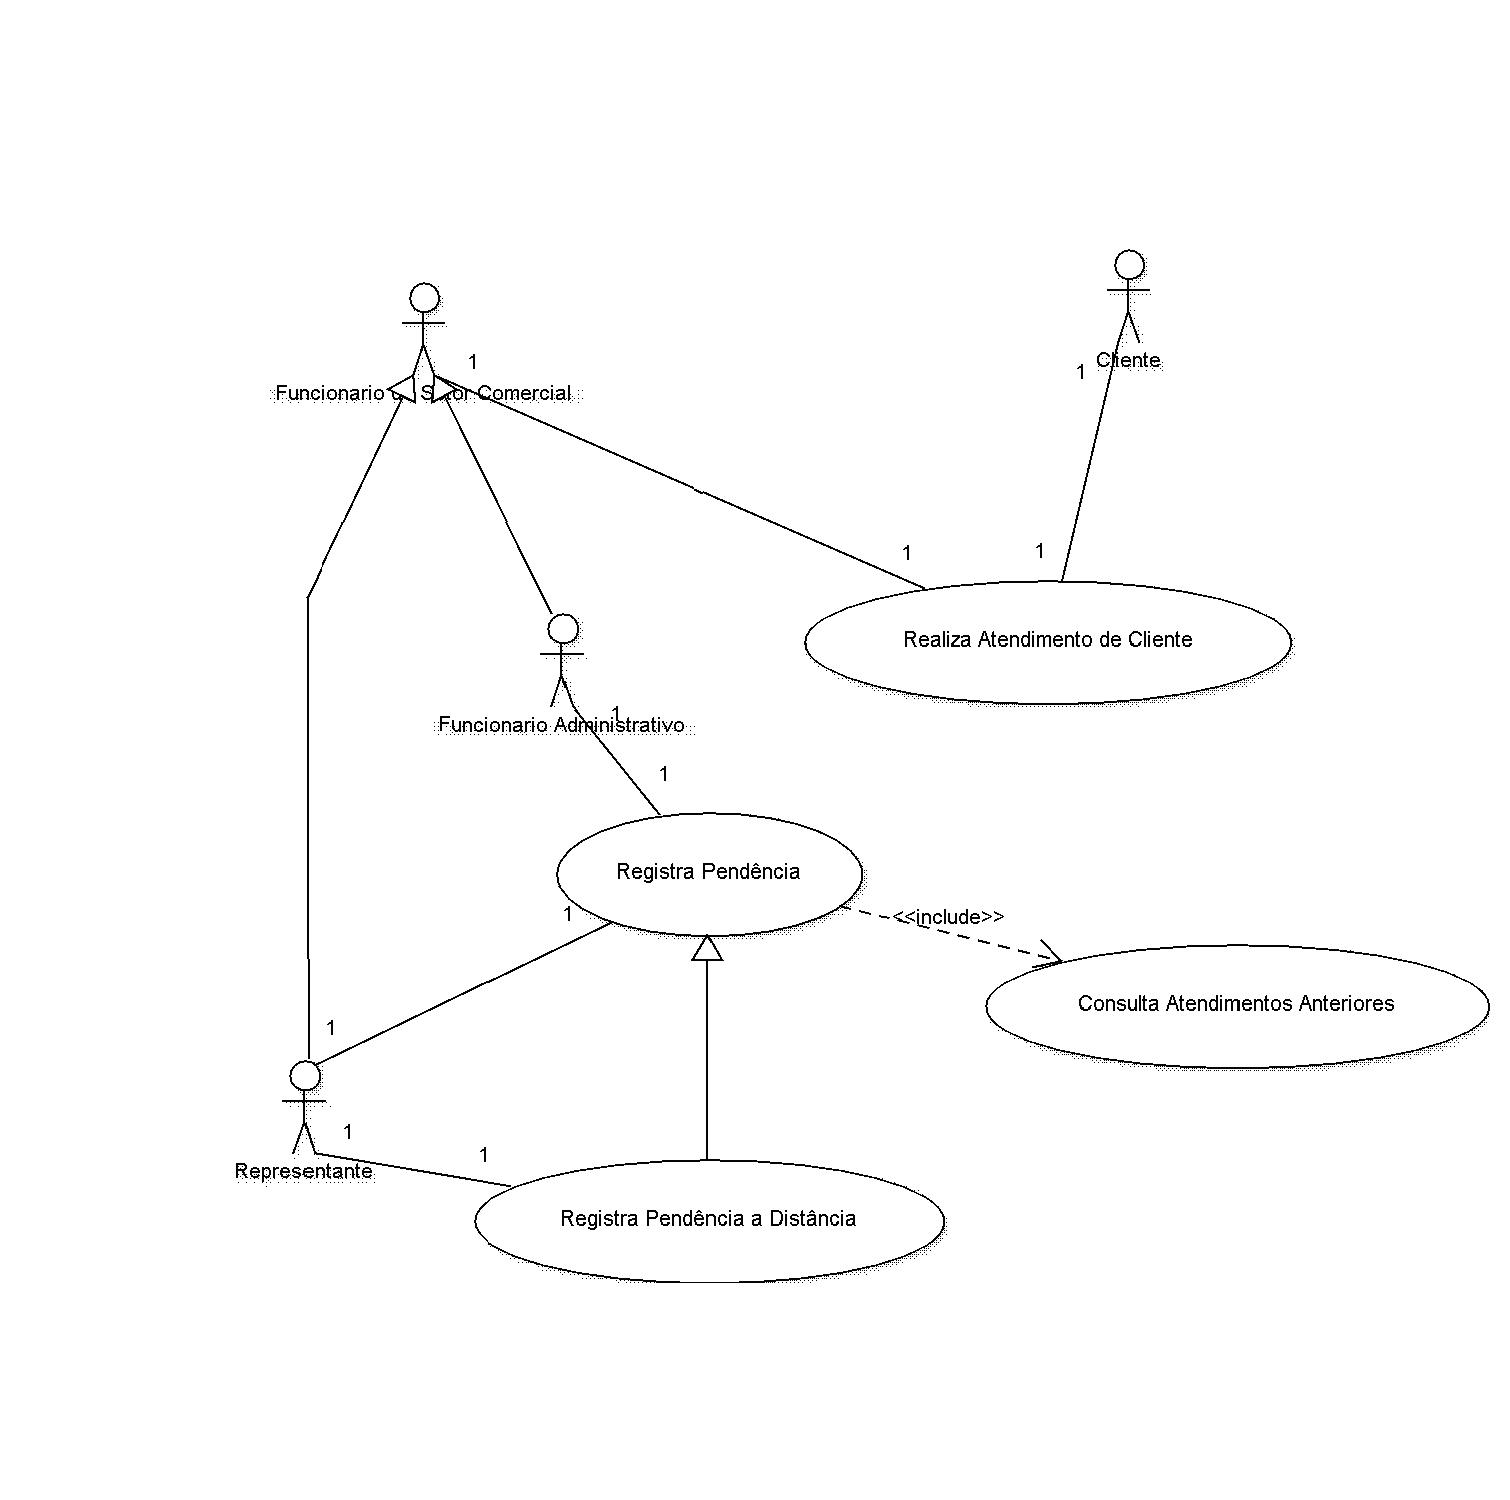 Cliente
1
1
Funcionario Setor Comercial
1
1
Realiza Atendimento de Cliente
1
Funcionario Administrativo
1
Registra Pendência
1
<<include>>
Consulta Atendimentos Anteriores
1
1
1
Representante
Registra Pendência a Distância